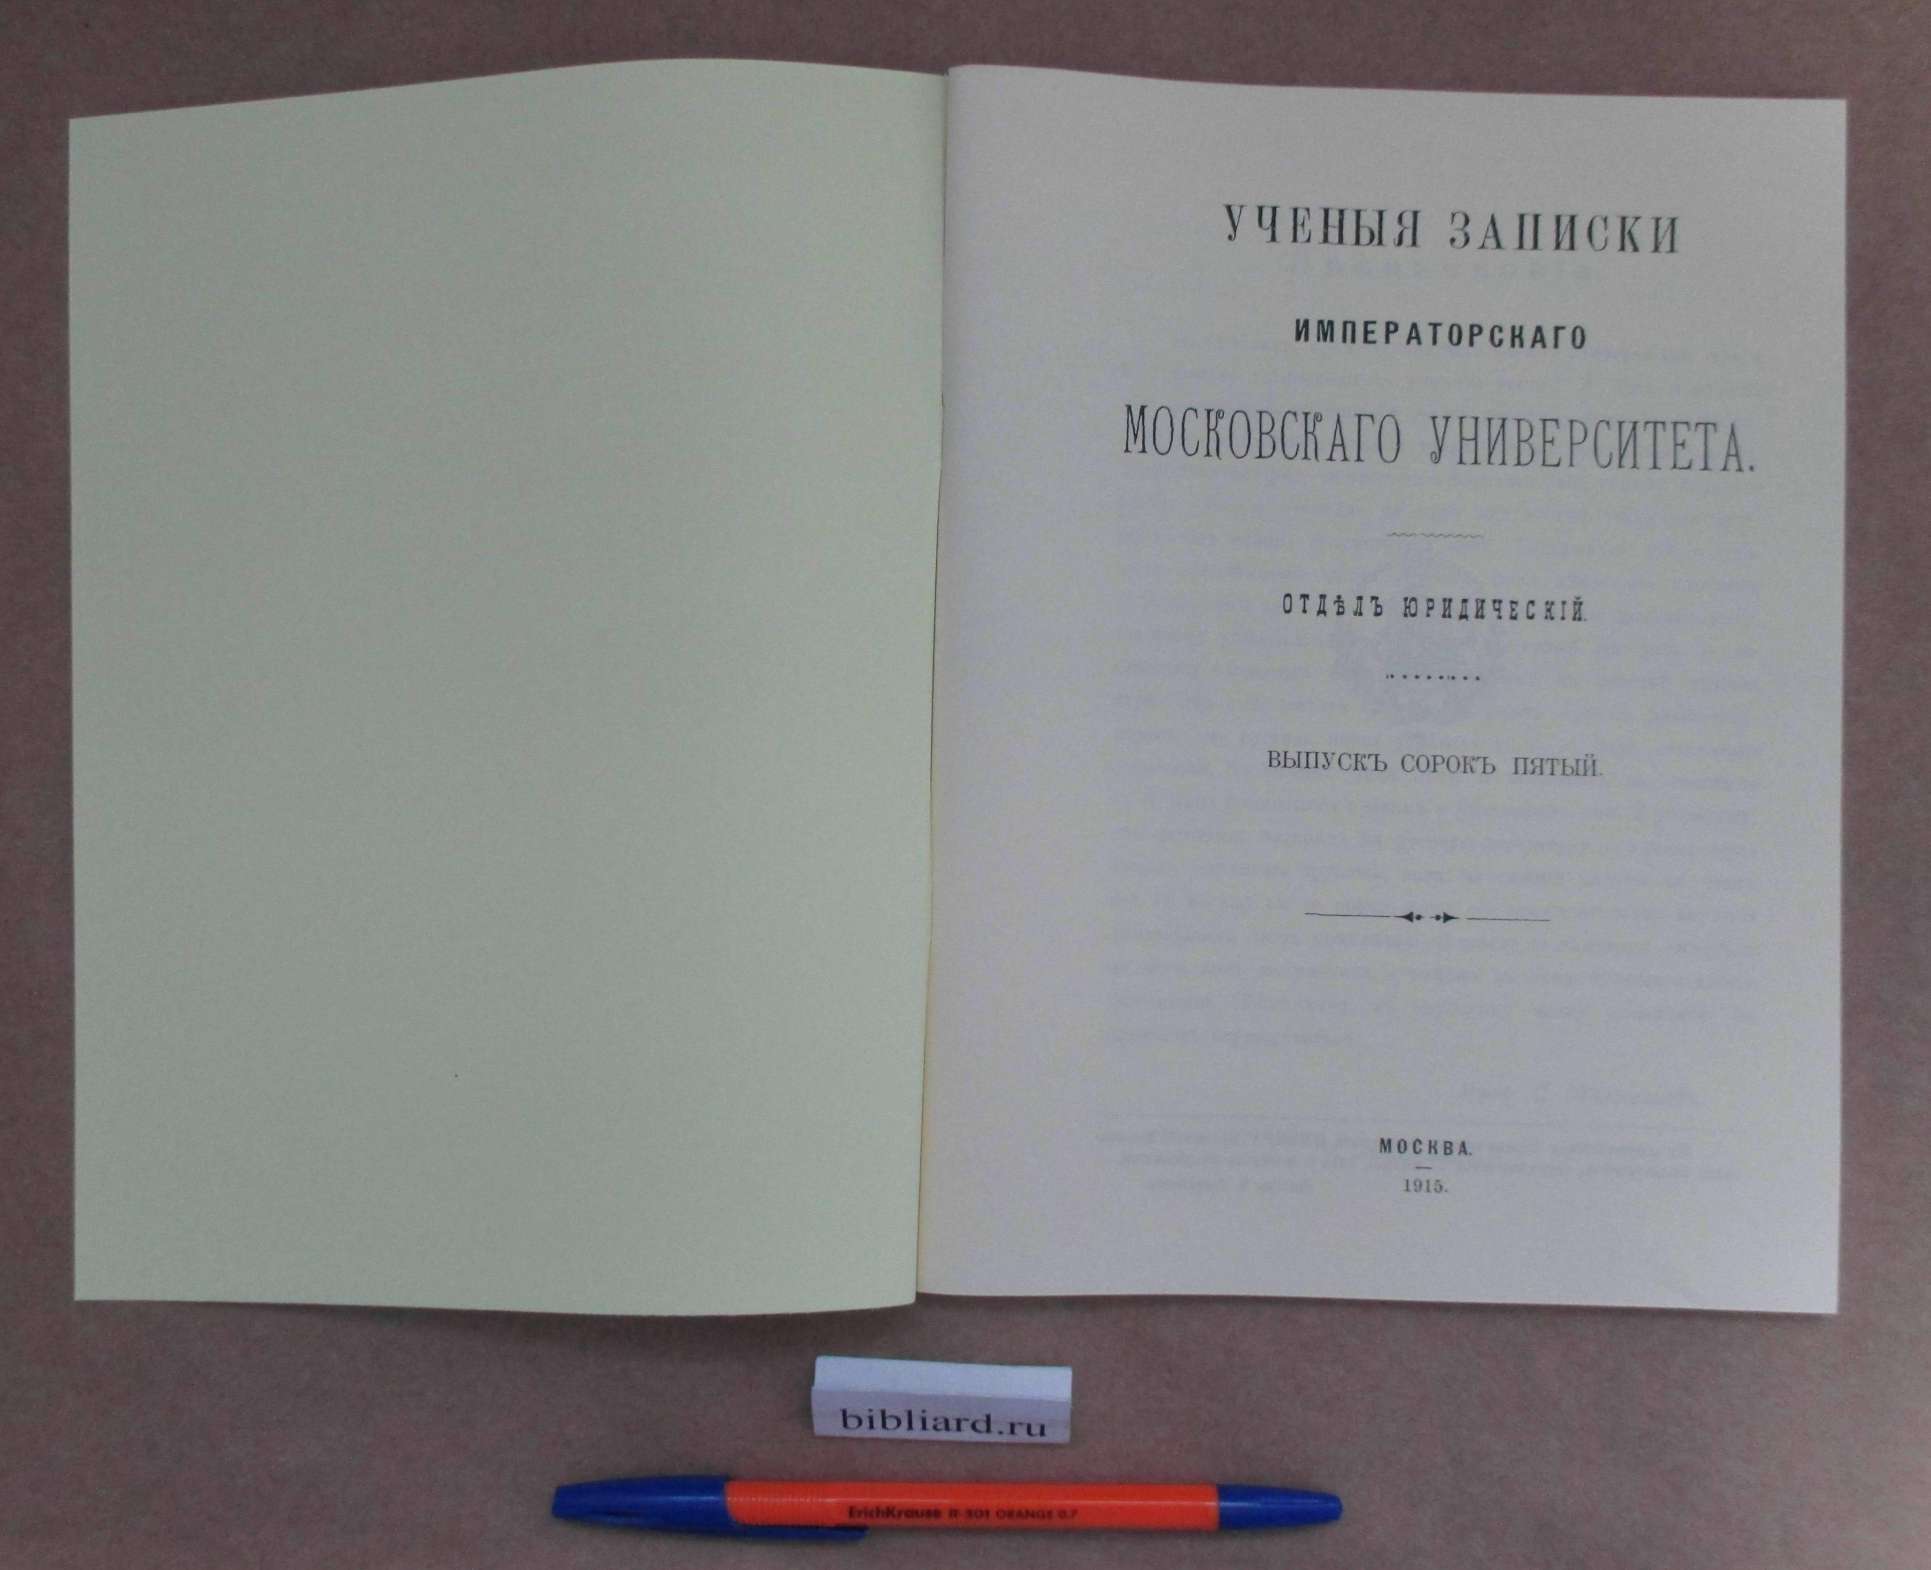 УЧЕНЫЯ ЗАПИСКИ
ИМПЕРАТОРСКАГО
МОСКОВСКАГО УНИВЕРСИТЕТА.
ОТДѢЛЪ ЮРИДИЧЕСКІЙ.
ВЫПУСКЪ СОРОКЪ ПЯТЫЙ.
МОСКВА.
1915.
bibliard.ru
ErichKrause R-301 ORANGE 0.7